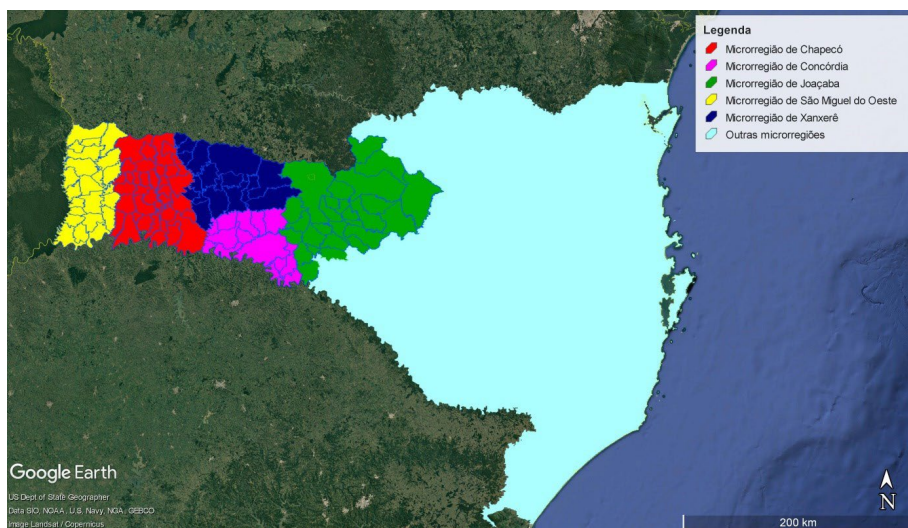 Legenda
Microrregião de Chapecó
Microrregião de Concórdia
Microrregião de Joaçaba
Microrregião de São Miguel do Oeste
Microrregião de Xanxerê
Outras microrregiões
Google Earth
US Dept of State Geographer
Data SIO, NOAA, U.S. Navy, NGA, GEBCO
Image Landsat / Copernicus
N
200 km